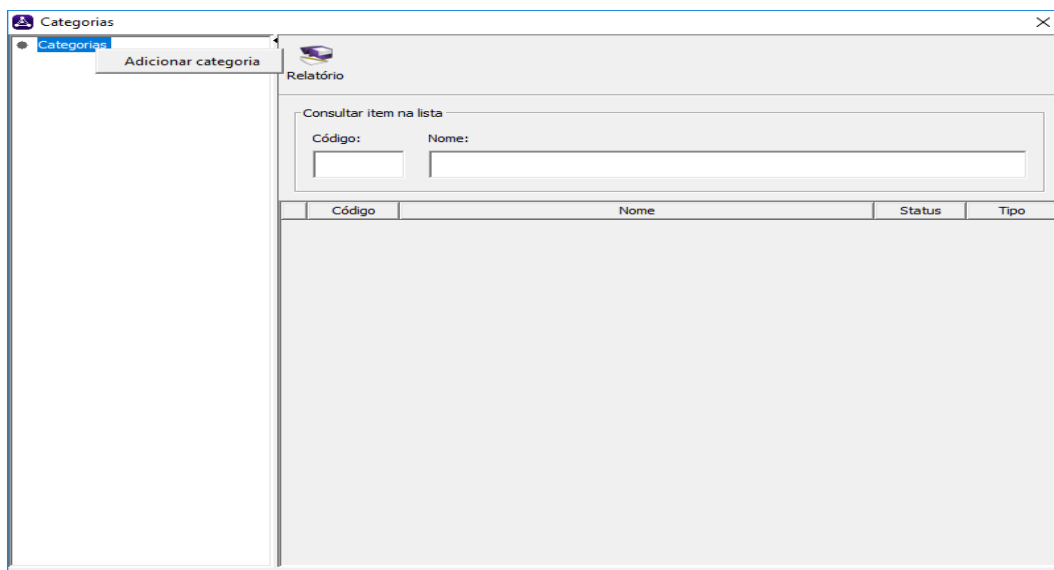 Categorias
Categorias
Adicionar categoria
Relatório
Consultar item na lista
Código: Nome:
Código Nome Status Tipo